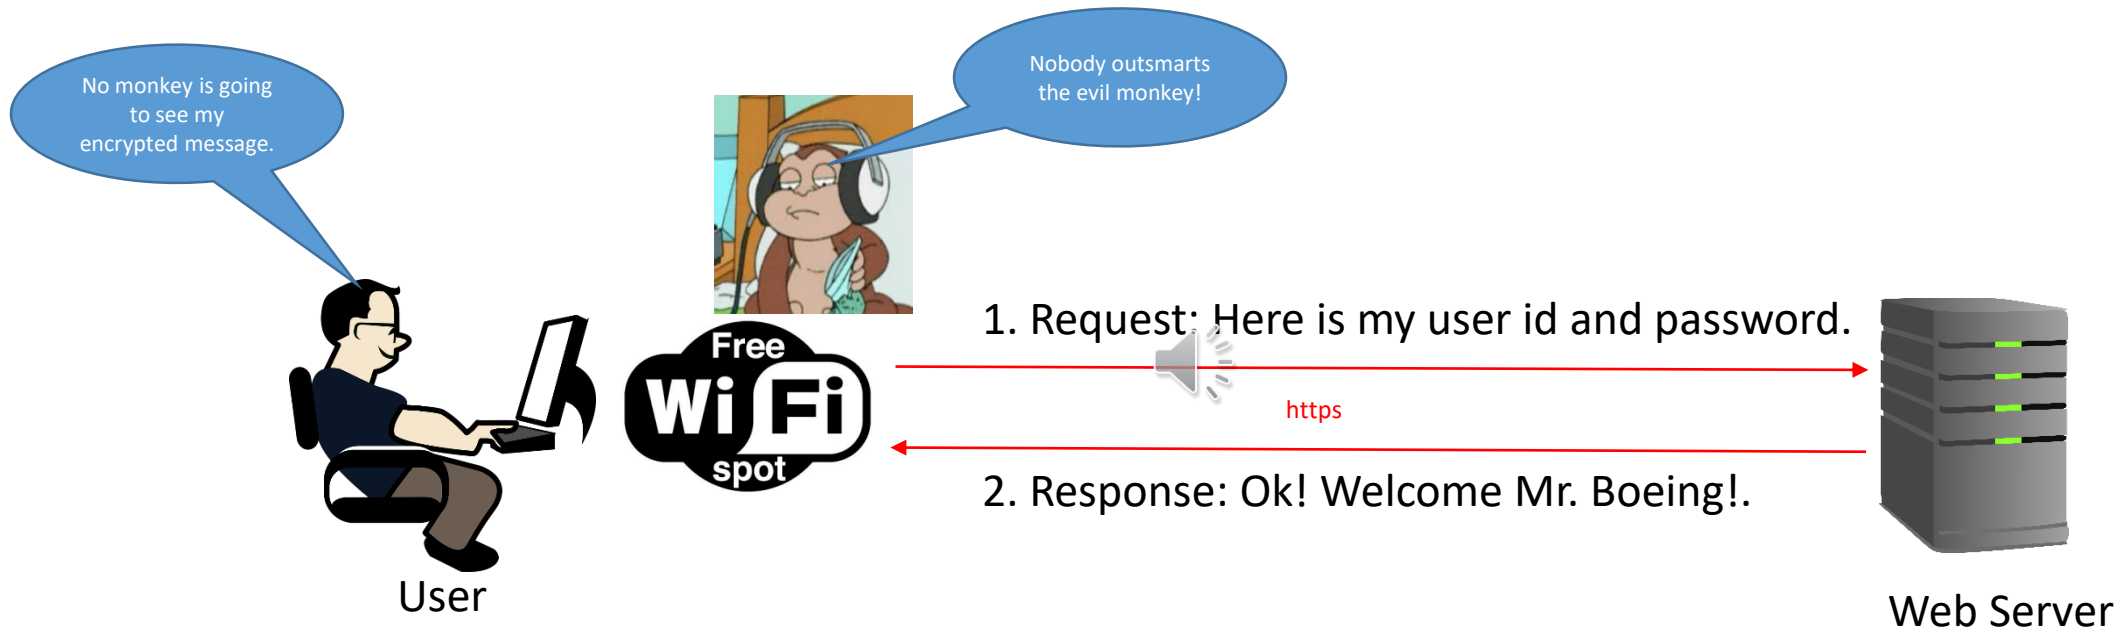 No monkey is going
to see my
encrypted message.
Nobody outsmarts
the evil monkey!
1. Request: Here is my user id and password.
Free
Wi Fi
spot
https
2. Response: Ok! Welcome Mr. Boeing!.
User
Web Server